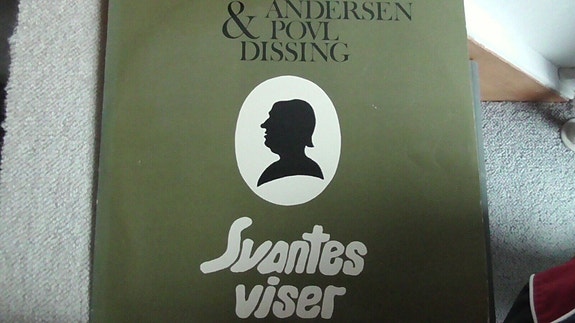 & ANDERSEN
POVL
DISSING
Svantes
viser